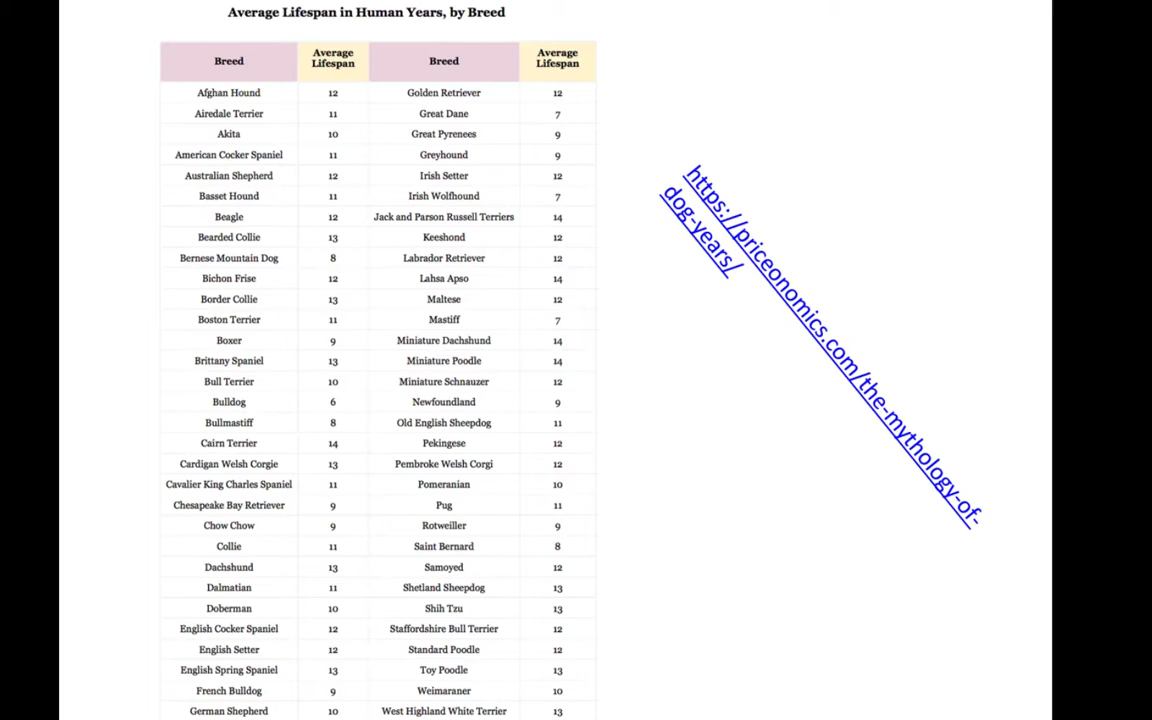 Average Lifespan in Human Years, by Breed
Breed Average Lifespan Breed Average Lifespan
Afghan Hound 12 Golden Retriever 12
Airedale Terrier 11 Great Dane 7
Akita 10 Great Pyrenees 9
American Cocker Spaniel 11 Greyhound 9
Australian Shepherd 12 Irish Setter 12
Basset Hound 11 Irish Wolfhound 7
Beagle 12 Jack and Parson Russell Terriers 14
Bearded Collie 13 Keeshond 12
Bernese Mountain Dog 8 Labrador Retriever 12
Bichon Frise 12 Lahsa Apso 14
Border Collie 13 Maltese 12
Boston Terrier 11 Mastiff 7
Boxer 9 Miniature Dachshund 14
Brittany Spaniel 13 Miniature Poodle 14
Bull Terrier 10 Miniature Schnauzer 12
Bulldog 6 Newfoundland 9
Bullmastiff 8 Old English Sheepdog 11
Cairn Terrier 14 Pekingese 12
Cardigan Welsh Corgie 13 Pembroke Welsh Corgi 12
Cavalier King Charles Spaniel 11 Pomeranian 10
Chesapeake Bay Retriever 9 Pug 11
Chow Chow 9 Rotweiller 9
Collie 11 Saint Bernard 8
Dachshund 13 Samoyed 12
Dalmatian 11 Shetland Sheepdog 13
Doberman 10 Shih Tzu 13
English Cocker Spaniel 12 Staffordshire Bull Terrier 12
English Setter 12 Standard Poodle 12
English Spring Spaniel 13 Toy Poodle 13
French Bulldog 9 Weimaraner 10
German Shepherd 10 West Highland White Terrier 13
https://priceonomics.com/the-mythology-of-
dog-years/